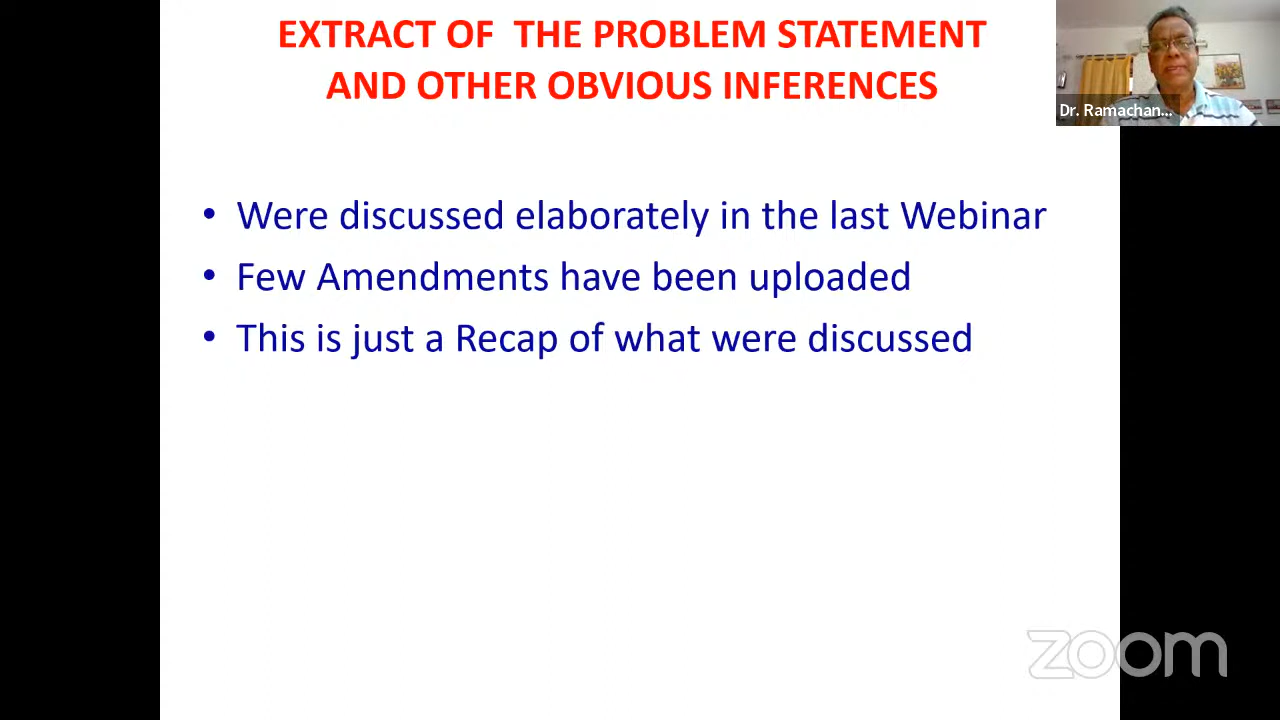 EXTRACT OF THE PROBLEM STATEMENT
AND OTHER OBVIOUS INFERENCES
Dr. Ramachan...
• Were discussed elaborately in the last Webinar
• Few Amendments have been uploaded
• This is just a Recap of what were discussed
zoom